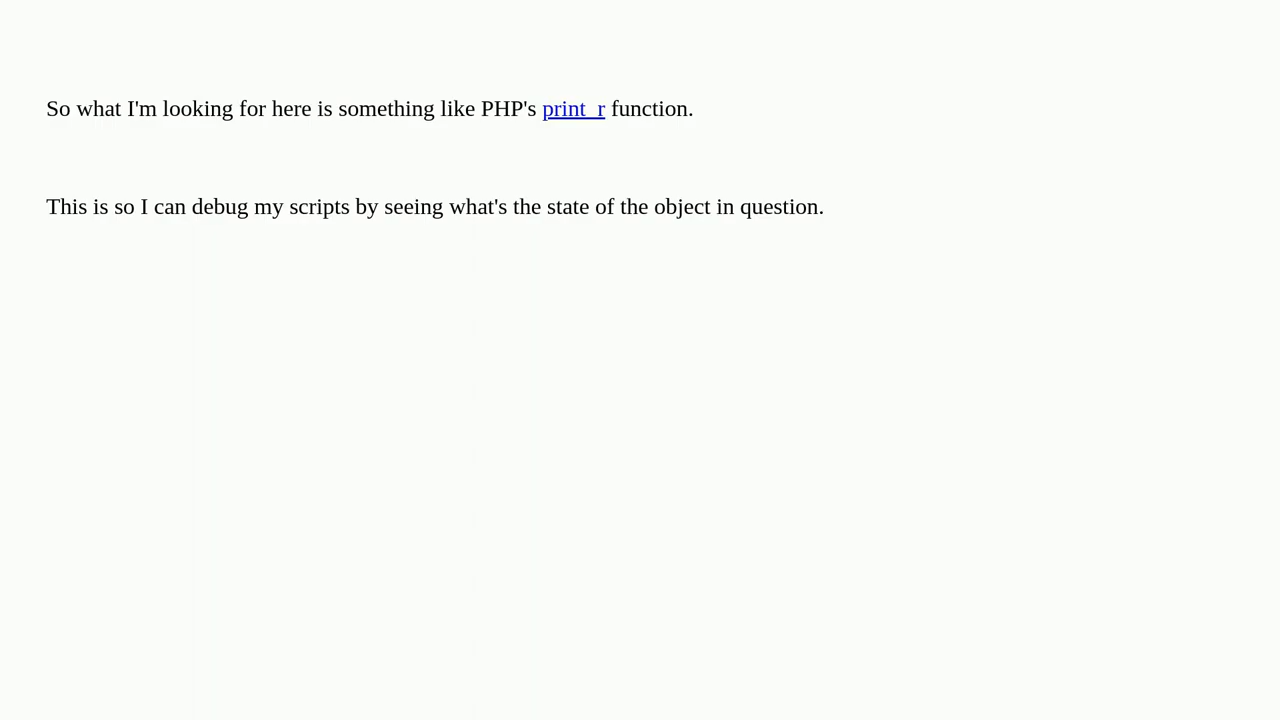 So what I'm looking for here is something like PHP's print_r function.
This is so I can debug my scripts by seeing what's the state of the object in question.